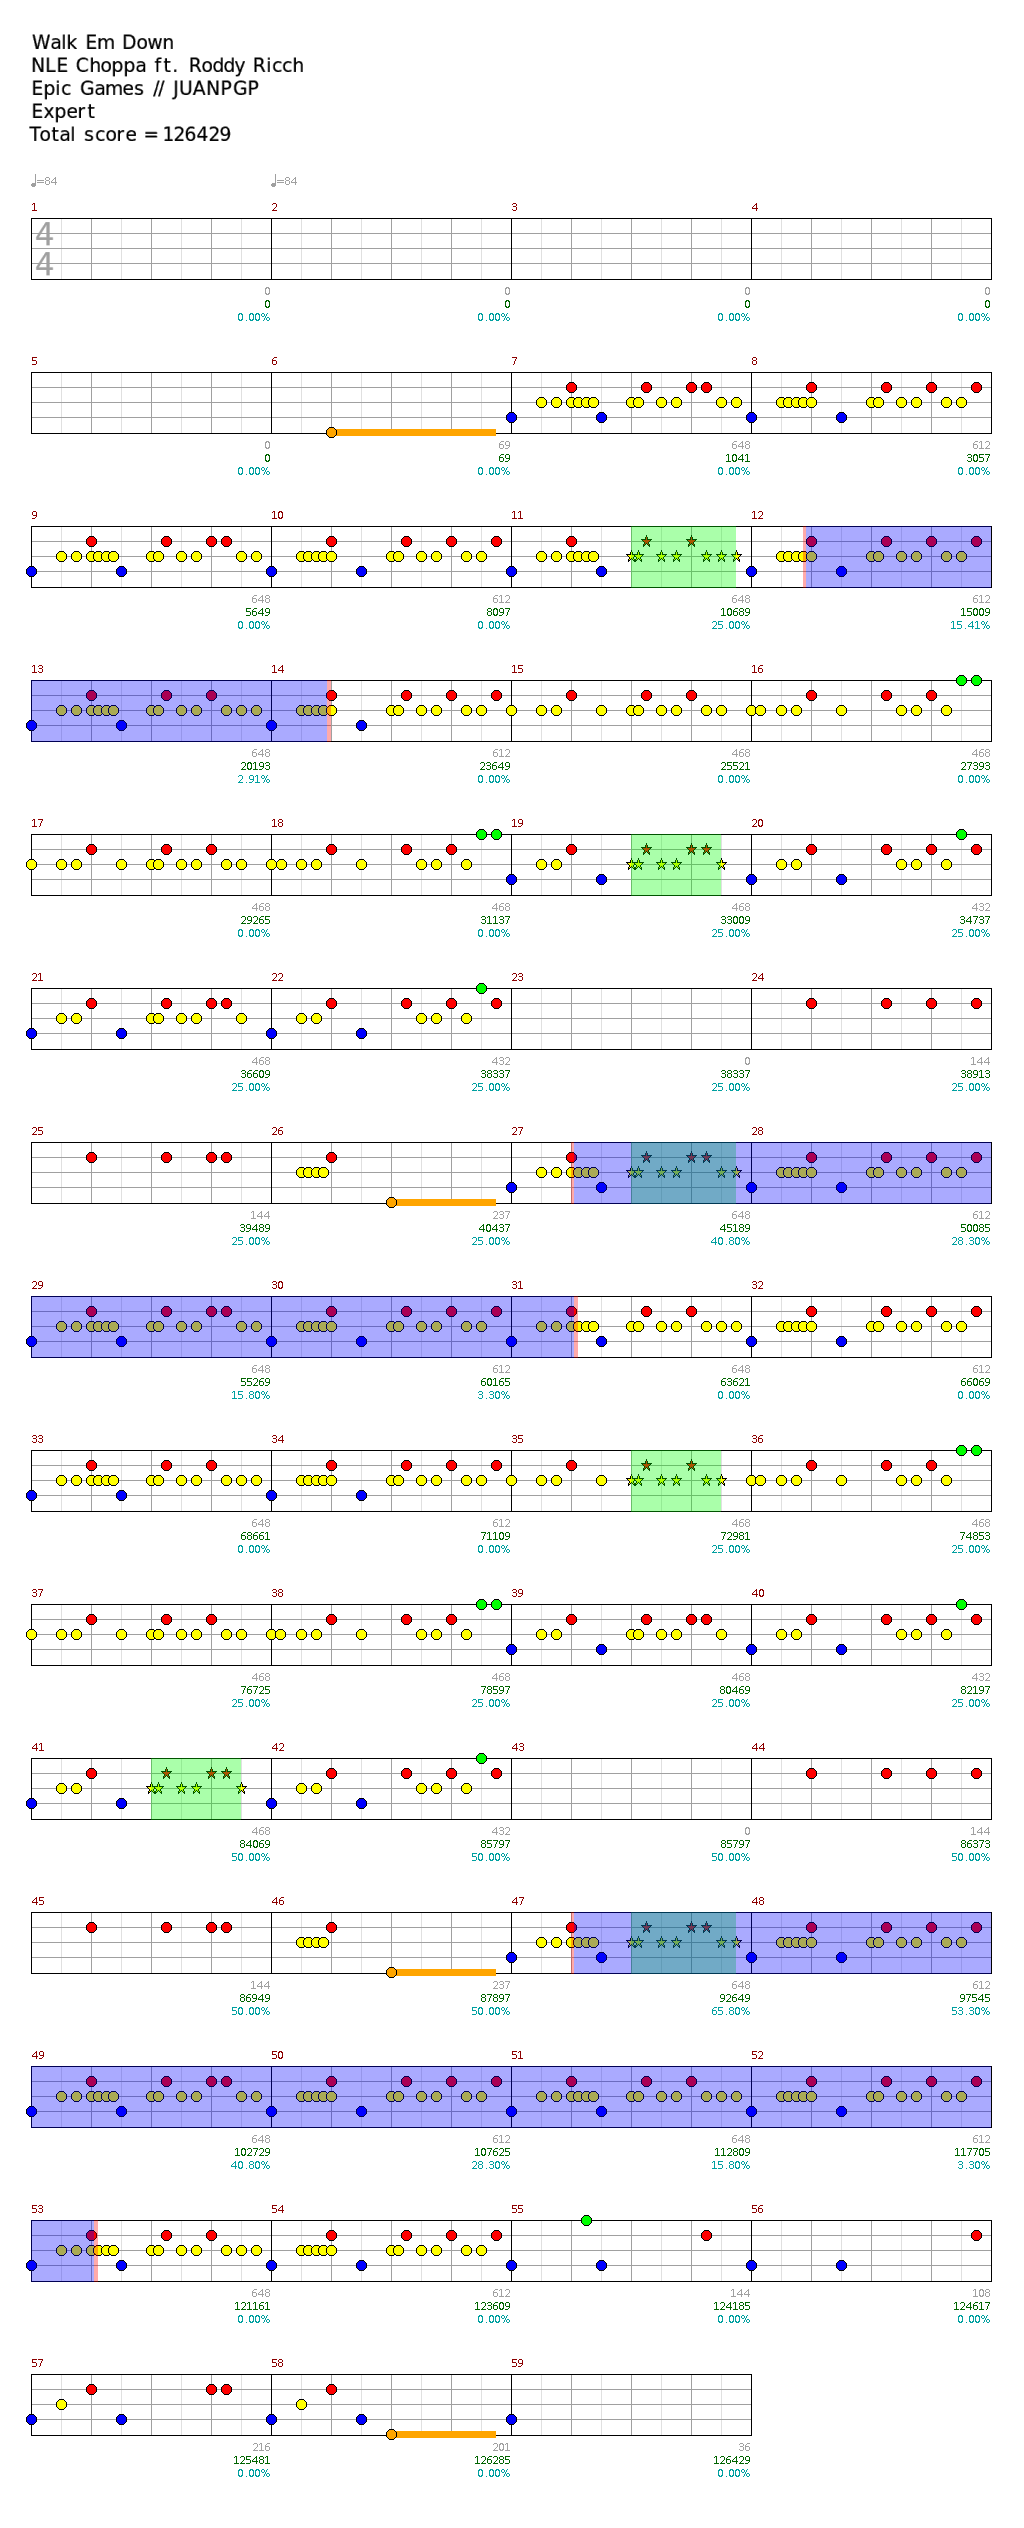 Walk Em Down
NLE Choppa ft. Roddy Ricch
Epic Games // JUANPGP
Expert
Total score = 126429
♩=84 ♩=84
1 2 3 4
4
4
0 0 0 0
0 0 0 0
0.00% 0.00% 0.00% 0.00%
5 6 7 8
0 69 648 612
0 69 1041 3057
0.00% 0.00% 0.00% 0.00%
9 10 11 12
648 612 648 612
5649 8097 10689 15009
0.00% 0.00% 25.00% 15.41%
13 14 15 16
648 612 468 468
20193 23649 25521 27393
2.91% 0.00% 0.00% 0.00%
17 18 19 20
468 468 468 432
29265 31137 33009 34737
0.00% 0.00% 25.00% 25.00%
21 22 23 24
468 432 0 144
36609 38337 38337 38913
25.00% 25.00% 25.00% 25.00%
25 26 27 28
144 237 648 612
39489 40437 45189 50085
25.00% 25.00% 40.80% 28.30%
29 30 31 32
648 612 648 612
55269 60165 63621 66069
15.80% 3.30% 0.00% 0.00%
33 34 35 36
648 612 468 468
68661 71109 72981 74853
0.00% 0.00% 25.00% 25.00%
37 38 39 40
468 468 468 432
76725 78597 80469 82197
25.00% 25.00% 25.00% 25.00%
41 42 43 44
468 432 0 144
84069 85797 85797 86373
50.00% 50.00% 50.00% 50.00%
45 46 47 48
144 237 648 612
86949 87897 92649 97545
50.00% 50.00% 65.80% 53.30%
49 50 51 52
648 612 648 612
102729 107625 112809 117705
40.80% 28.30% 15.80% 3.30%
53 54 55 56
648 612 144 108
121161 123609 124185 124617
0.00% 0.00% 0.00% 0.00%
57 58 59
216 201 36
125481 126285 126429
0.00% 0.00% 0.00%